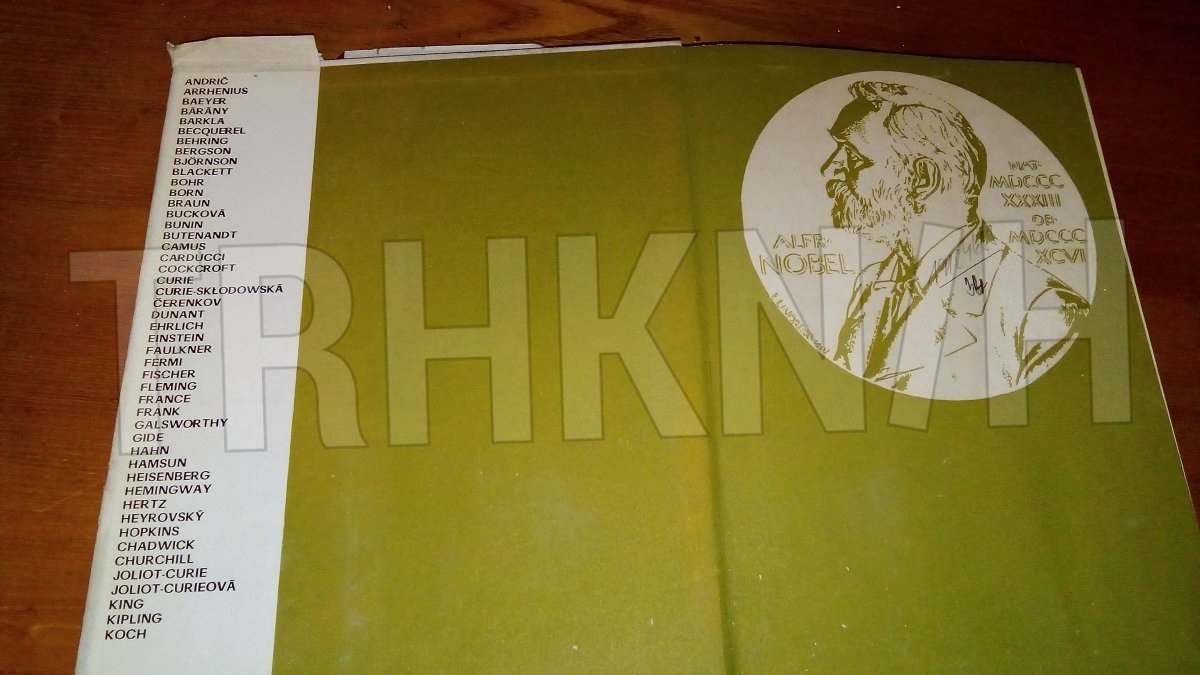 ANDRIČ
ARRHENIUS
BAEYER
BÁRÁNY
BARKLA
BECQUEREL
BEHRING
BERGSON
BJÖRNSON
BLACKETT
BOHR
BORN
BRAUN
BUCKOVÁ
BUNIN
BUTENANDT
CAMUS
CARDUCCI
COCKCROFT
CURIE
CURIE-SKŁODOWSKÁ
ČERENKOV
DUNANT
EHRLICH
EINSTEIN
FAULKNER
FERMI
FISCHER
FLEMING
FRANCE
FRANK
GALSWORTHY
GIDE
HAHN
HAMSUN
HEISENBERG
HEMINGWAY
HERTZ
HEYROVSKÝ
HOPKINS
CHADWICK
CHURCHILL
JOLIOT-CURIE
JOLIOT-CURIEOVÁ
KING
KIPLING
KOCH
ALFR·
NOBEL
NAT·
MDCCC
XXXIII
OB·
MDCCC
XCVI
TRHKNIH